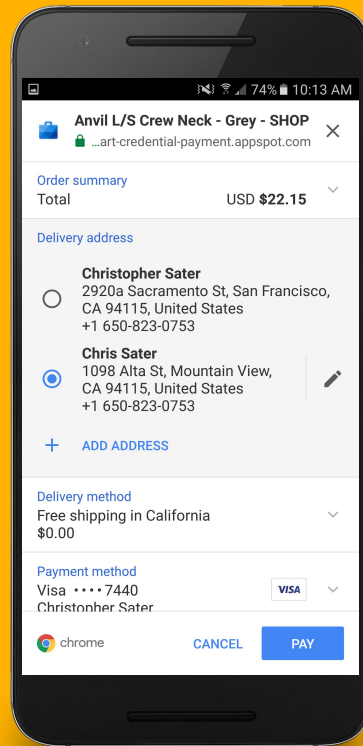 74% 10:13 AM
Anvil L/S Crew Neck - Grey - SHOP
...art-credential-payment.appspot.com
Order summary
Total USD $22.15
Delivery address
Christopher Sater
2920a Sacramento St, San Francisco,
CA 94115, United States
+1 650-823-0753
Chris Sater
1098 Alta St, Mountain View,
CA 94115, United States
+1 650-823-0753
ADD ADDRESS
Delivery method
Free shipping in California
$0.00
Payment method
Visa •••• 7440 VISA
Christopher Sater
chrome CANCEL PAY